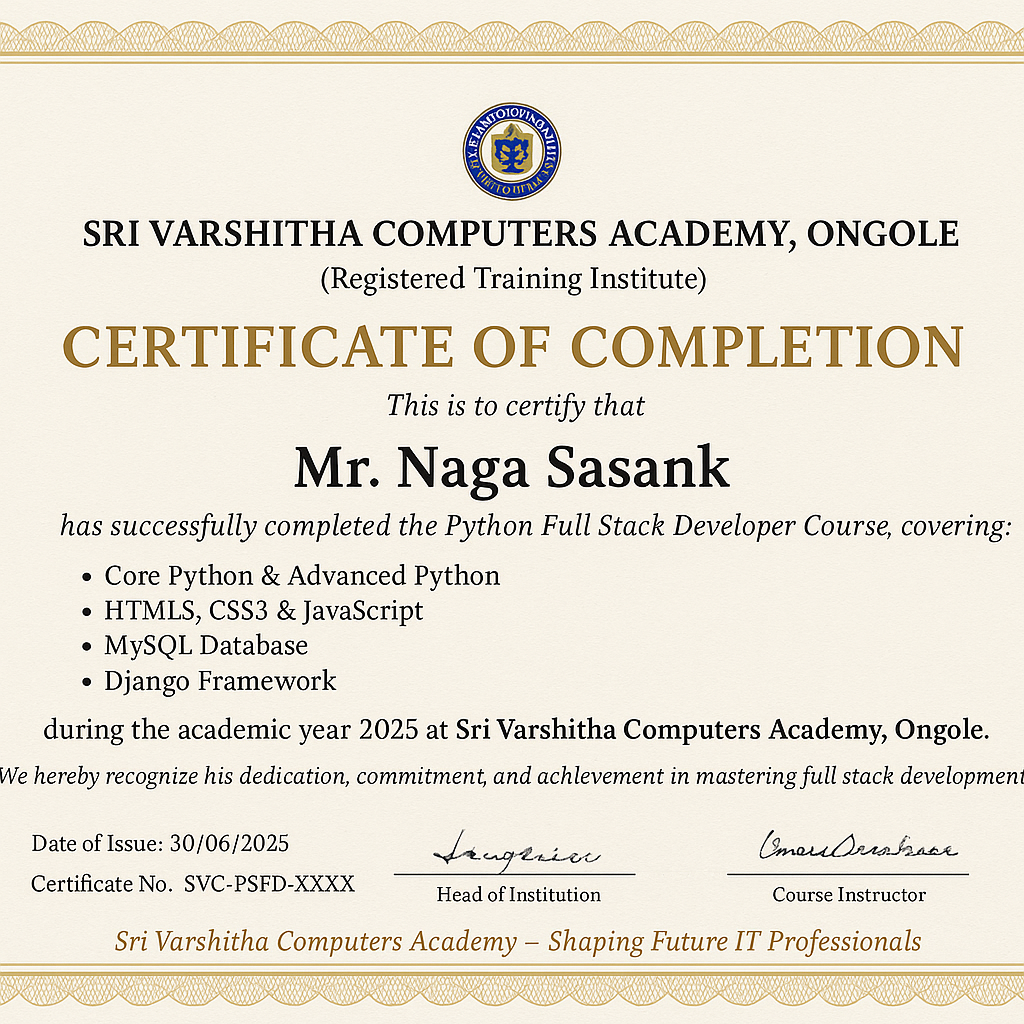 SRI VARSHITHA COMPUTERS ACADEMY, ONGOLE
(Registered Training Institute)
CERTIFICATE OF COMPLETION
This is to certify that
Mr. Naga Sasank
has successfully completed the Python Full Stack Developer Course, covering:
• Core Python & Advanced Python
• HTMLS, CSS3 & JavaScript
• MySQL Database
• Django Framework
during the academic year 2025 at Sri Varshitha Computers Academy, Ongole.
We hereby recognize his dedication, commitment, and achlevement in mastering full stack development
Date of Issue: 30/06/2025
Certificate No. SVC-PSFD-XXXX
Head of Institution
Course Instructor
Sri Varshitha Computers Academy – Shaping Future IT Professionals